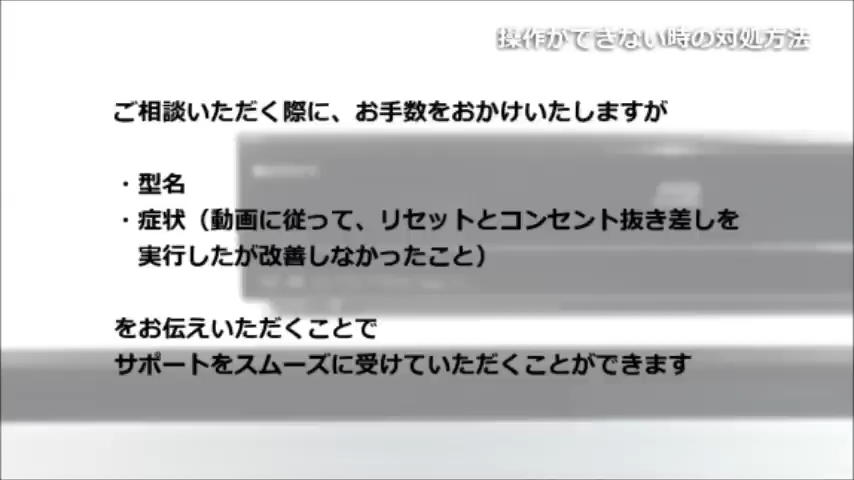 操作ができない時の対処方法
ご相談いただく際に、お手数をおかけいたしますが
・型名
・症状（動画に従って、リセットとコンセント抜き差しを
実行したが改善しなかったこと）
をお伝えいただくことで
サポートをスムーズに受けていただくことができます